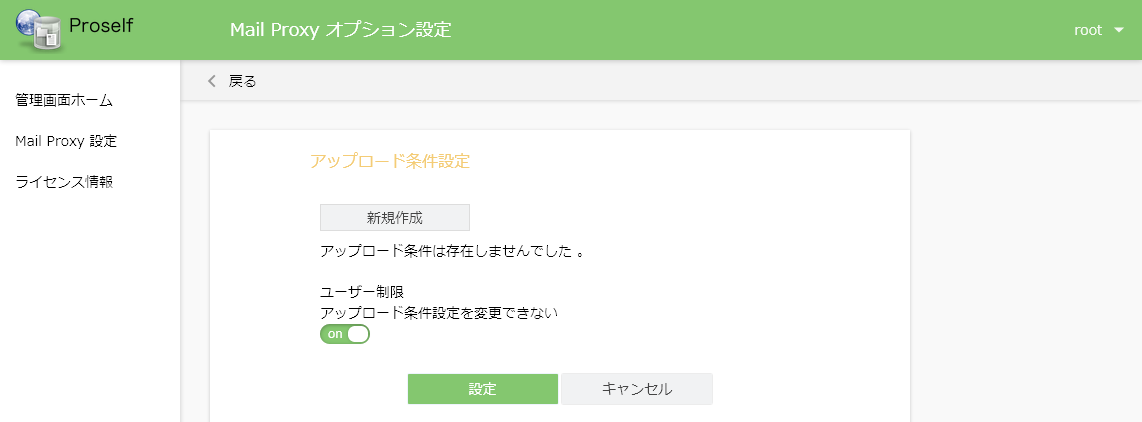 Proself
Mail Proxy オプション設定
root
戻る
管理画面ホーム
Mail Proxy 設定
ライセンス情報
アップロード条件設定
新規作成
アップロード条件は存在しませんでした 。
ユーザー制限
アップロード条件設定を変更できない
on
設定
キャンセル